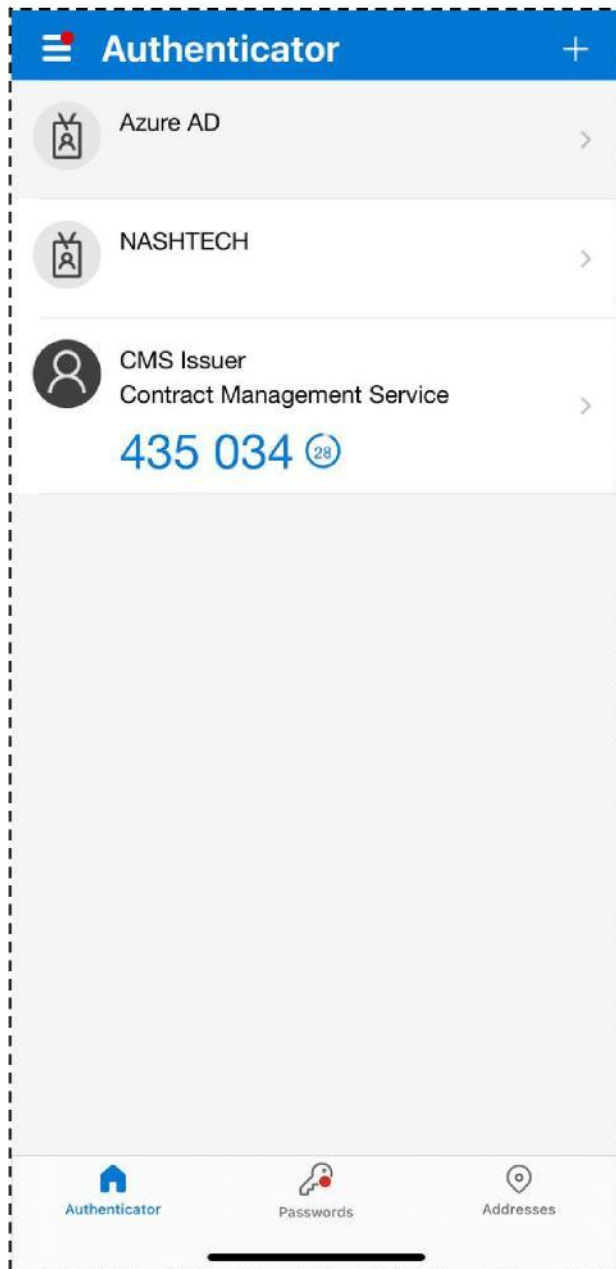 Authenticator
Azure AD
NASHTECH
CMS Issuer
Contract Management Service
435 034 28
Authenticator
Passwords
Addresses